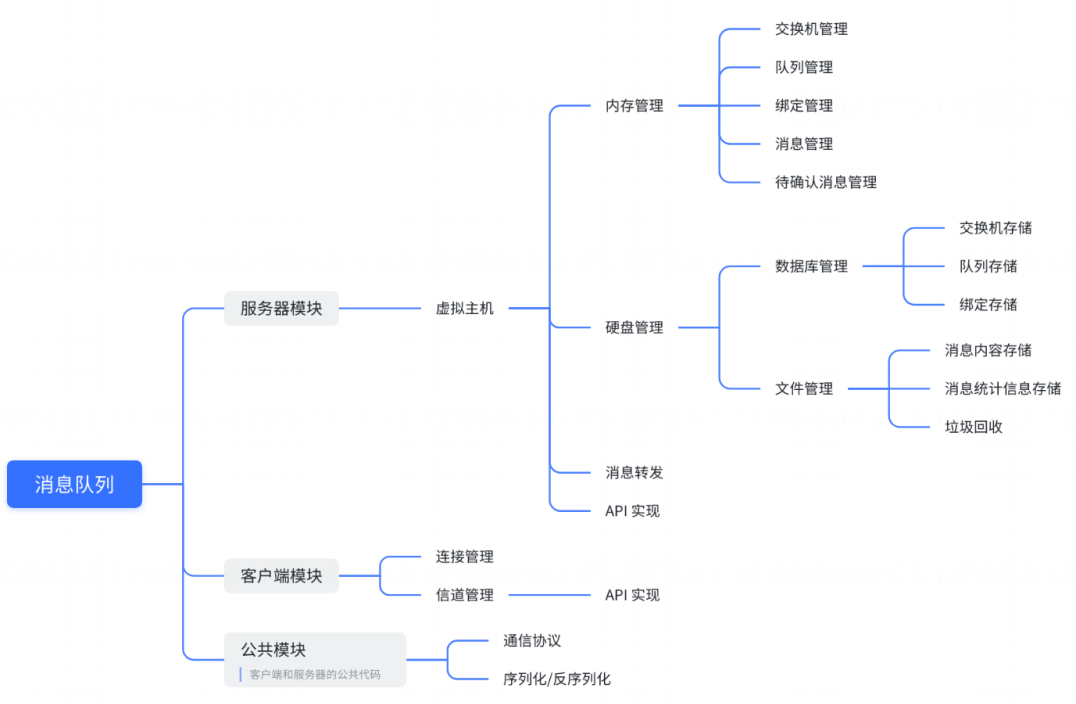 消息队列
服务器模块
虚拟主机
内存管理
交换机管理
队列管理
绑定管理
消息管理
待确认消息管理
硬盘管理
数据库管理
交换机存储
队列存储
绑定存储
文件管理
消息内容存储
消息统计信息存储
垃圾回收
消息转发
API 实现
客户端模块
连接管理
信道管理
API 实现
公共模块
客户端和服务器的公共代码
通信协议
序列化/反序列化